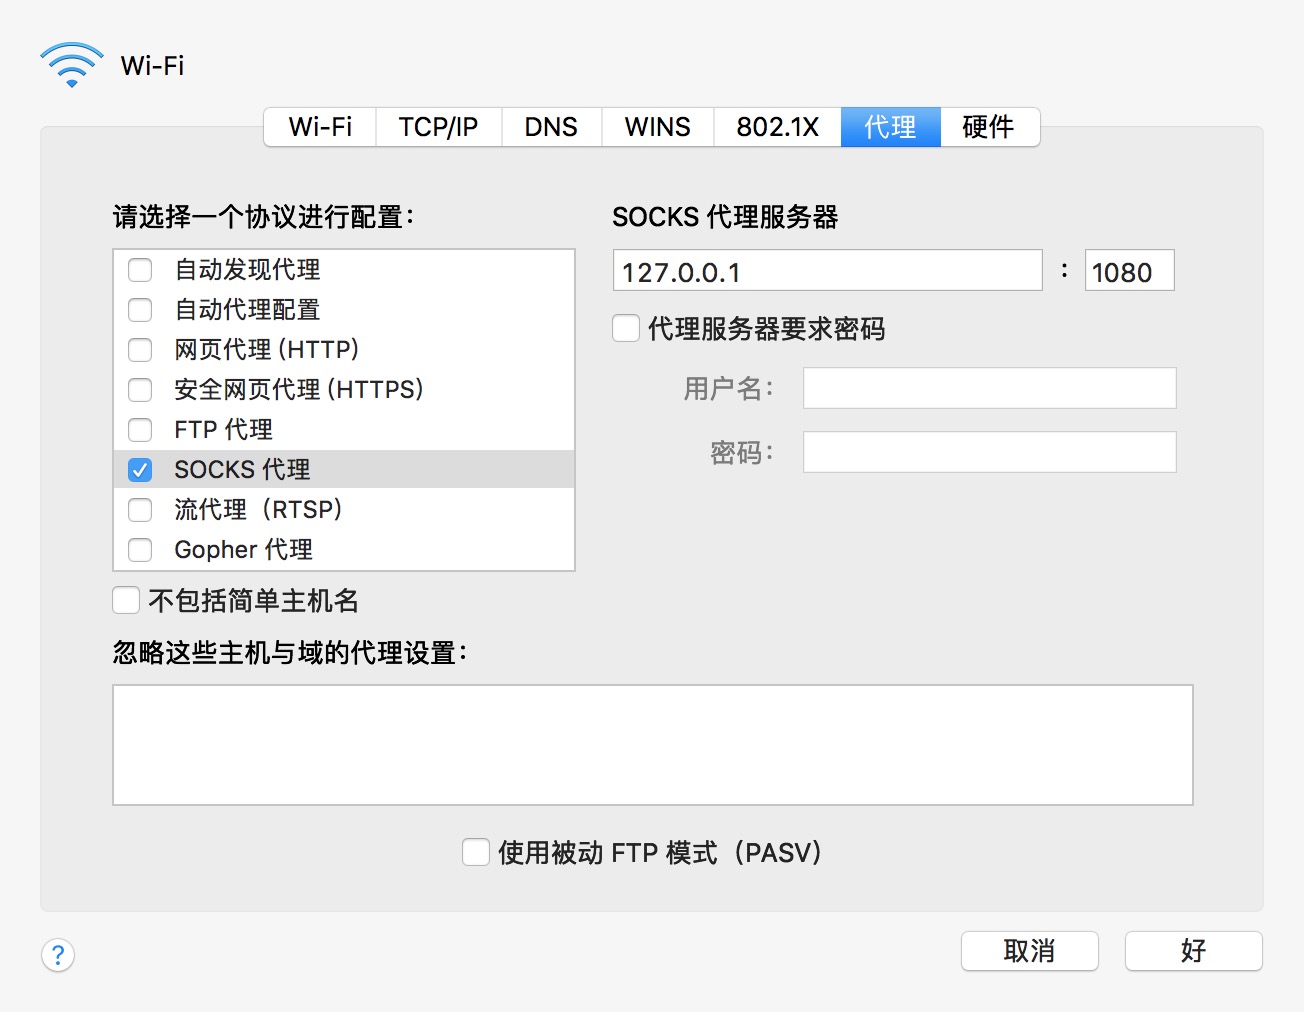 Wi-Fi
Wi-Fi TCP/IP DNS WINS 802.1X 代理 硬件
请选择一个协议进行配置：
自动发现代理
自动代理配置
网页代理 (HTTP)
安全网页代理 (HTTPS)
FTP 代理
SOCKS 代理
流代理（RTSP）
Gopher 代理
SOCKS 代理服务器
127.0.0.1 : 1080
代理服务器要求密码
用户名：
密码：
不包括简单主机名
忽略这些主机与域的代理设置：
使用被动 FTP 模式（PASV）
?
取消
好